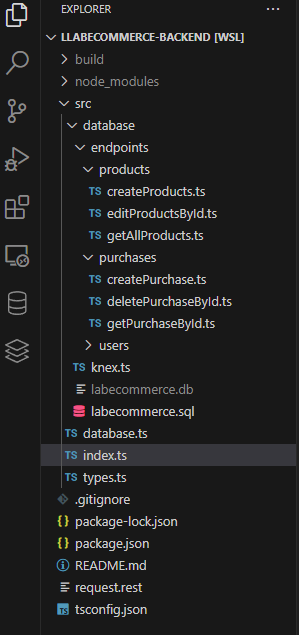 EXPLORER ...
LLABECOMMERCE-BACKEND [WSL]
build
node_modules
src
database
endpoints
products
TS createProducts.ts
TS editProductsById.ts
TS getAllProducts.ts
purchases
TS createPurchase.ts
TS deletePurchaseById.ts
TS getPurchaseById.ts
users
TS knex.ts
labecommerce.db
labecommerce.sql
TS database.ts
TS index.ts
TS types.ts
.gitignore
{} package-lock.json
{} package.json
README.md
request.rest
TS tsconfig.json